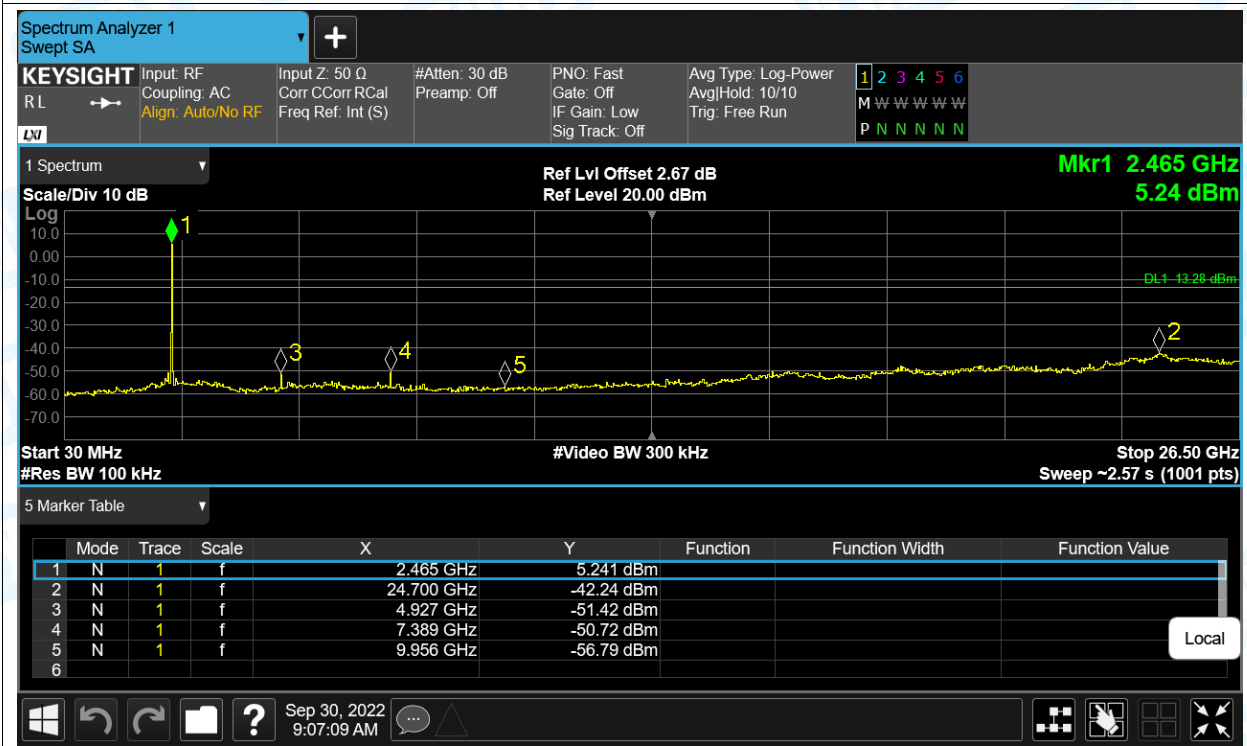 Spectrum Analyzer 1
Swept SA
+
KEYSIGHT Input: RF Input Z: 50 Ω #Atten: 30 dB PNO: Fast Avg Type: Log-Power 1 2 3 4 5 6
R L Coupling: AC Corr CCorr RCal Preamp: Off Gate: Off Avg|Hold: 10/10 M W W W W W
Align: Auto/No RF Freq Ref: Int (S) IF Gain: Low Trig: Free Run
LXI Sig Track: Off P N N N N N
1 Spectrum Ref Lvl Offset 2.67 dB Mkr1 2.465 GHz
Scale/Div 10 dB Ref Level 20.00 dBm 5.24 dBm
Log
1
10.0
0.00
-10.0 DL1 -13.28 dBm
-20.0
-30.0
2
-40.0
3 4
-50.0
5
-60.0
-70.0
Start 30 MHz #Video BW 300 kHz Stop 26.50 GHz
#Res BW 100 kHz Sweep ~2.57 s (1001 pts)
5 Marker Table
Mode Trace Scale X Y Function Function Width Function Value
1 N 1 f 2.465 GHz 5.241 dBm
2 N 1 f 24.700 GHz -42.24 dBm
3 N 1 f 4.927 GHz -51.42 dBm
4 N 1 f 7.389 GHz -50.72 dBm
5 N 1 f 9.956 GHz -56.79 dBm
6
Local
? Sep 30, 2022
9:07:09 AM